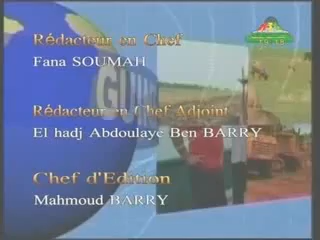 Rédacteur en Chef
Fana SOUMAH
Rédacteur en Chef Adjoint
El hadj Abdoulaye Ben BARRY
Chef d'Edition
Mahmoud BARRY